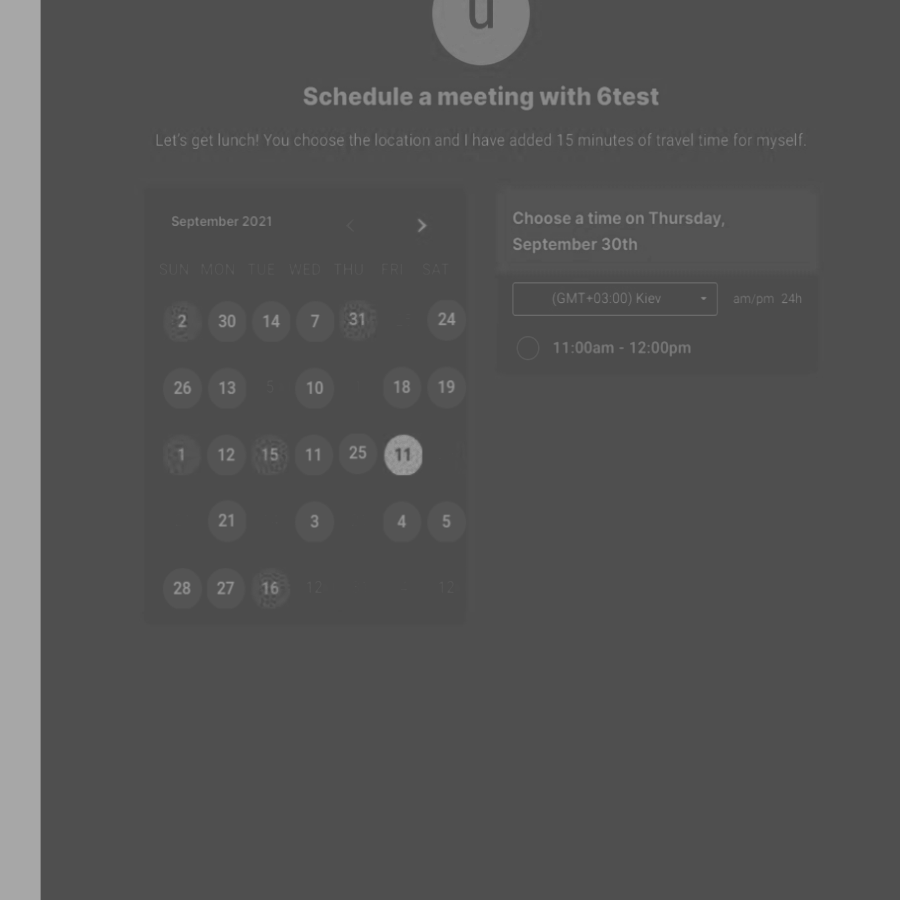 u
Schedule a meeting with 6test
Let's get lunch! You choose the location and I have added 15 minutes of travel time for myself.
September 2021 < >
SUN MON TUE WED THU FRI SAT
2 30 14 7 31 24
26 13 5 10 18 19
1 12 15 11 25 11
21 3 4 5
28 27 16 12 12
Choose a time on Thursday,
September 30th
(GMT+03:00) Kiev am/pm 24h
11:00am - 12:00pm